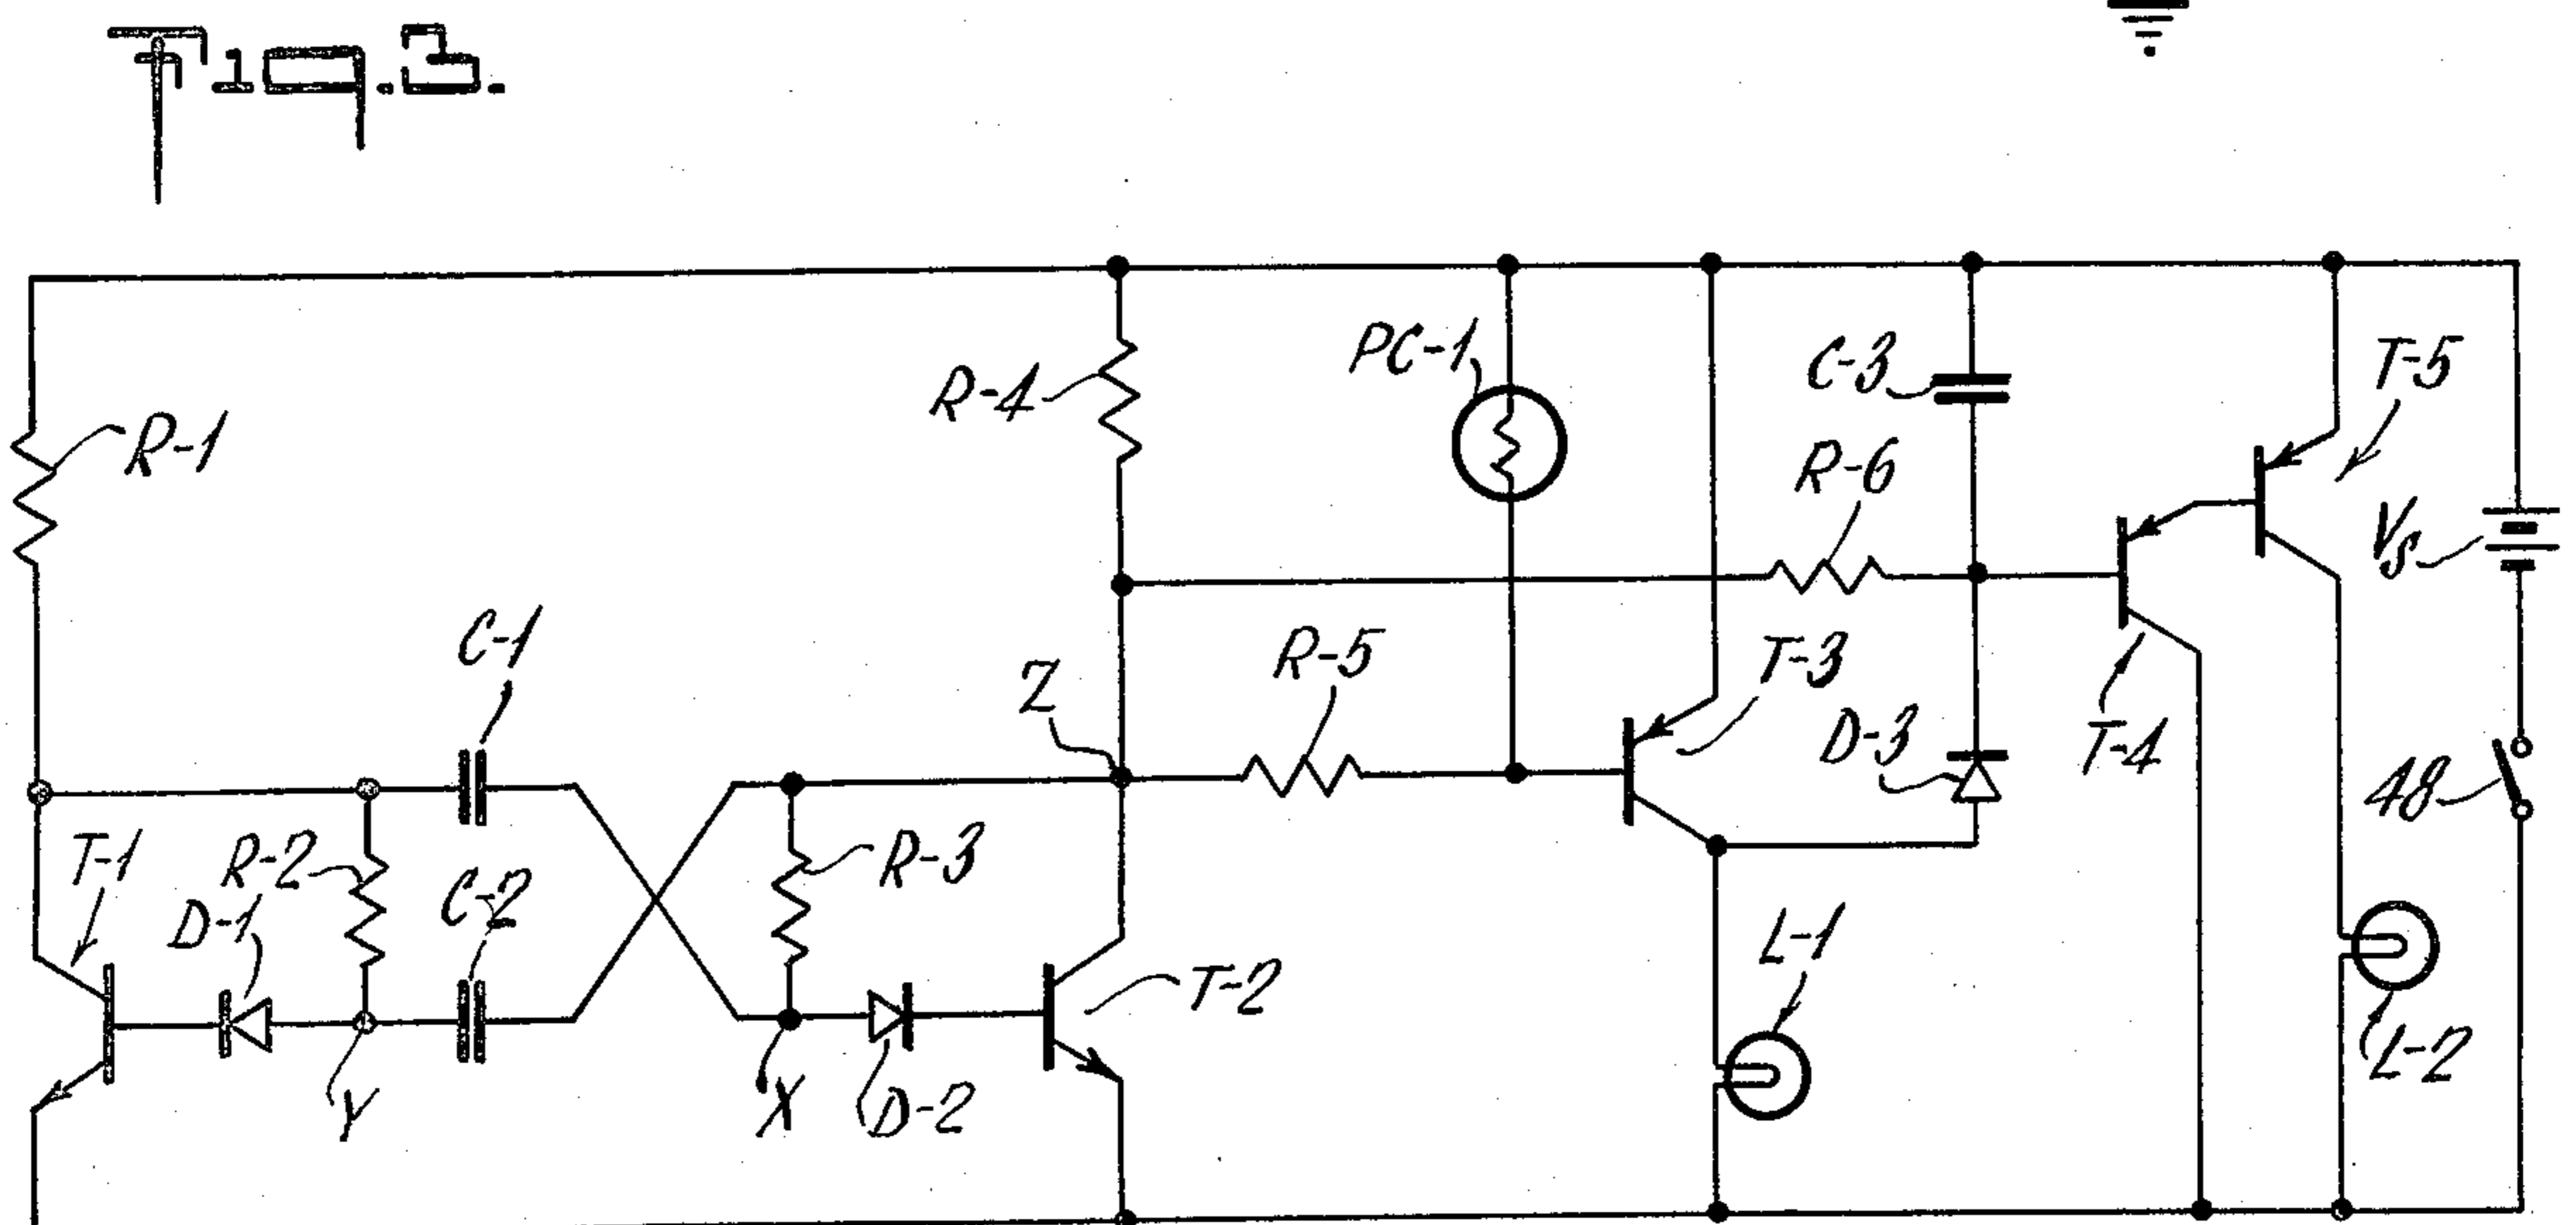 Fig.3.
R-1
R-4
PC-1
C-3
T-5
R-6
Vs
C-1
Z
R-5
T-3
D-3
T-4
48
T-1
R-2
D-1
C-2
R-3
L-1
T-2
L-2
Y
X
D-2